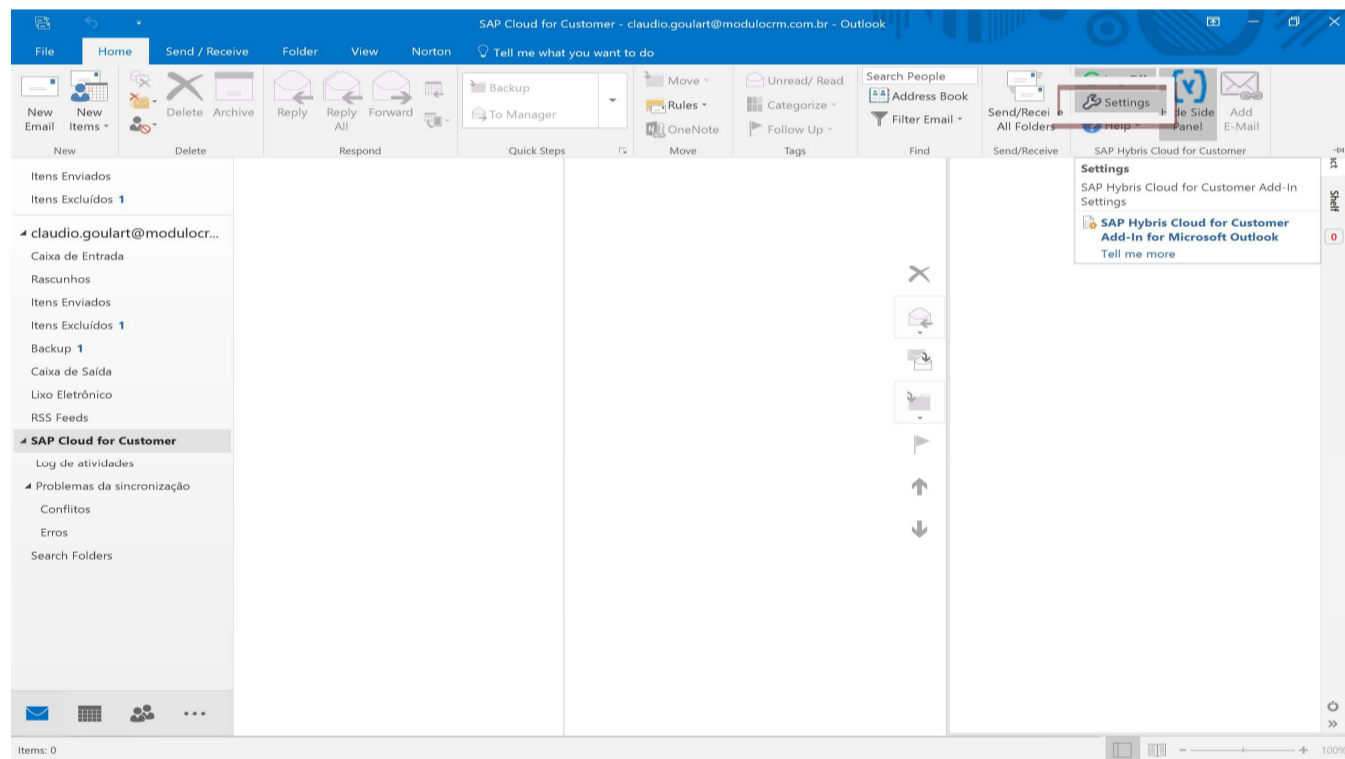 SAP Cloud for Customer - claudio.goulart@modulocrm.com.br - Outlook
File Home Send / Receive Folder View Norton Tell me what you want to do
New Email
New Items
Delete
Archive
Reply
Reply All
Forward
Backup
To Manager
Move
Rules
OneNote
Unread/ Read
Categorize
Follow Up
Search People
Address Book
Filter Email
Send/Recei
All Folders
Settings
Help
Side
Panel
Add
E-Mail
New
Delete
Respond
Quick Steps
Move
Tags
Find
Send/Receive
SAP Hybris Cloud for Customer
Settings
SAP Hybris Cloud for Customer Add-In
Settings
SAP Hybris Cloud for Customer
Add-In for Microsoft Outlook
Tell me more
Shelf
0
Itens Enviados
Itens Excluídos 1
claudio.goulart@modulocr...
Caixa de Entrada
Rascunhos
Itens Enviados
Itens Excluídos 1
Backup 1
Caixa de Saída
Lixo Eletrônico
RSS Feeds
SAP Cloud for Customer
Log de atividades
Problemas da sincronização
Conflitos
Erros
Search Folders
Items: 0
100%